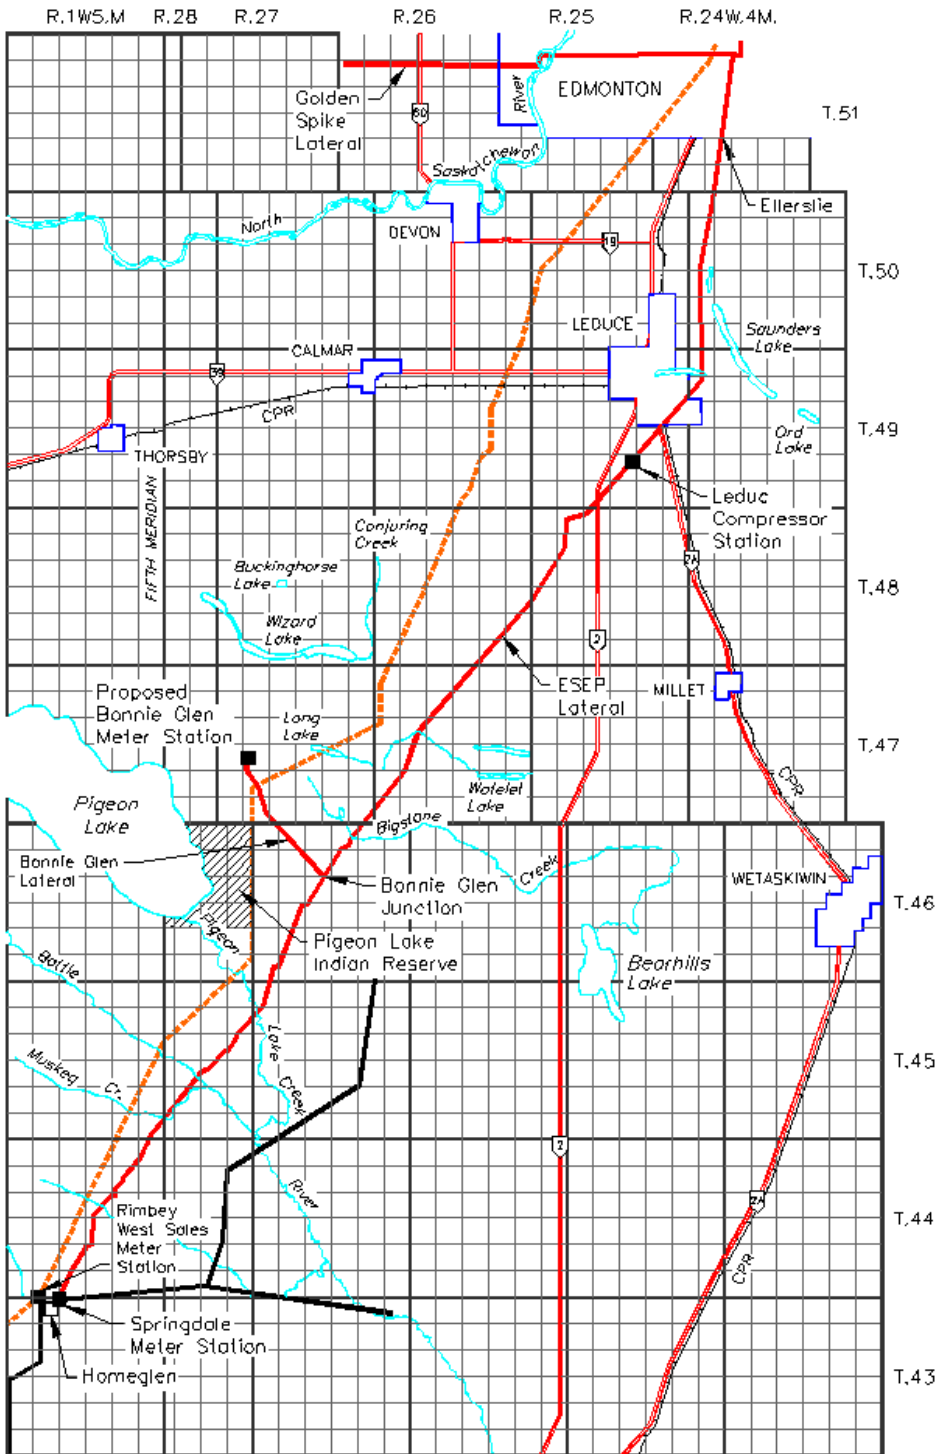 R.1W5.M R.28 R.27 R.26 R.25 R.24W.4M.
EDMONTON
River
Golden
Spike
Lateral
60
T.51
Saskatchewan
Ellerslie
North
DEVON
19
T.50
LEDUCE
Saunders
Lake
CALMAR
39
CPR
THORSBY
Ord
Lake
T.49
FIFTH MERIDIAN
Leduc
Compressor
Station
Conjuring
Creek
Buckinghorse
Lake
2A
T.48
Wizard
Lake
2
ESEP
Lateral
MILLET
Proposed
Bonnie Glen
Meter Station
Long
Lake
T.47
CPR
Watelet
Lake
Pigeon
Lake
Bigstone
Creek
Bonnie Glen
Lateral
Bonnie Glen
Junction
WETASKIWIN
T.46
Pigeon
Pigeon Lake
Indian Reserve
Battle
Bearhills
Lake
Lake
Creek
Muskeg Cr.
T.45
2
River
2A
Rimbey
West Sales
Meter
Station
T.44
CPR
Springdale
Meter Station
Homeglen
T.43